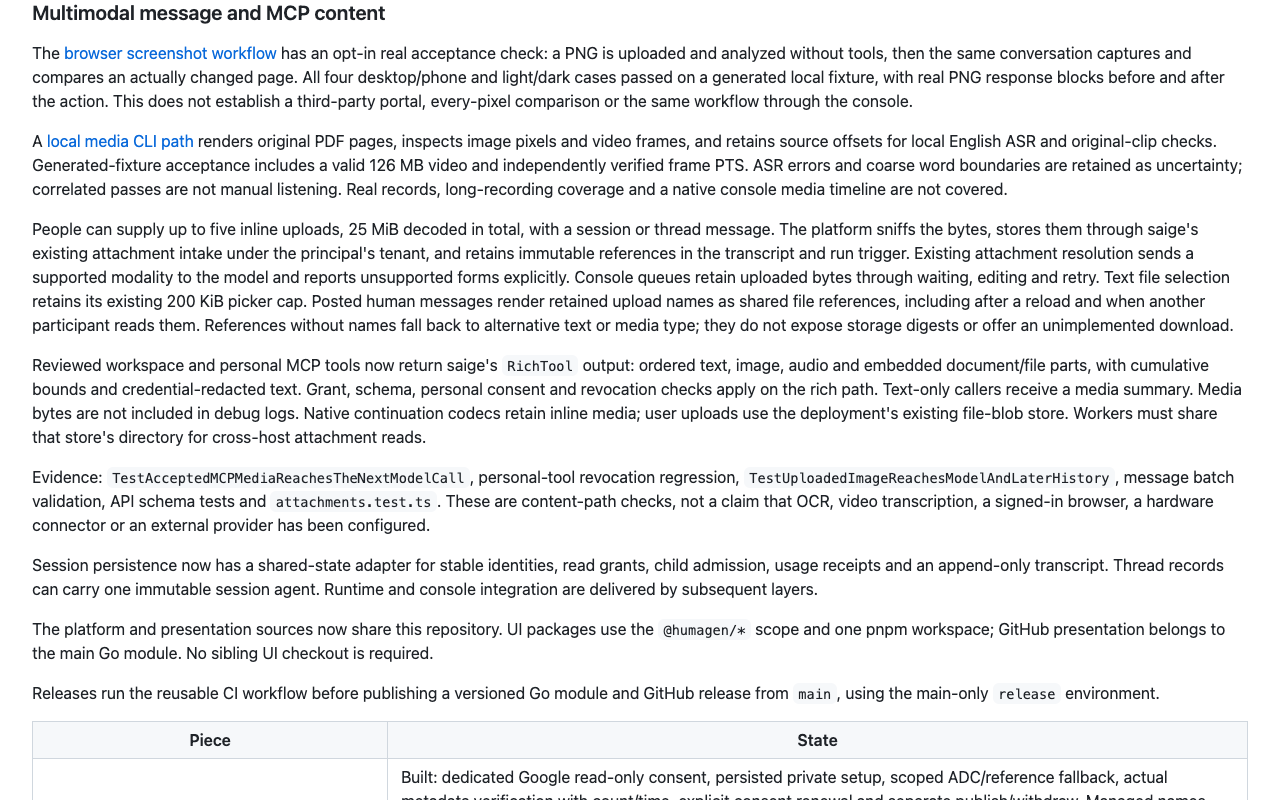 Multimodal message and MCP content
The browser screenshot workflow has an opt-in real acceptance check: a PNG is uploaded and analyzed without tools, then the same conversation captures and
compares an actually changed page. All four desktop/phone and light/dark cases passed on a generated local fixture, with real PNG response blocks before and after
the action. This does not establish a third-party portal, every-pixel comparison or the same workflow through the console.
A local media CLI path renders original PDF pages, inspects image pixels and video frames, and retains source offsets for local English ASR and original-clip checks.
Generated-fixture acceptance includes a valid 126 MB video and independently verified frame PTS. ASR errors and coarse word boundaries are retained as uncertainty;
correlated passes are not manual listening. Real records, long-recording coverage and a native console media timeline are not covered.
People can supply up to five inline uploads, 25 MiB decoded in total, with a session or thread message. The platform sniffs the bytes, stores them through saige's
existing attachment intake under the principal's tenant, and retains immutable references in the transcript and run trigger. Existing attachment resolution sends a
supported modality to the model and reports unsupported forms explicitly. Console queues retain uploaded bytes through waiting, editing and retry. Text file selection
retains its existing 200 KiB picker cap. Posted human messages render retained upload names as shared file references, including after a reload and when another
participant reads them. References without names fall back to alternative text or media type; they do not expose storage digests or offer an unimplemented download.
Reviewed workspace and personal MCP tools now return saige's RichTool output: ordered text, image, audio and embedded document/file parts, with cumulative
bounds and credential-redacted text. Grant, schema, personal consent and revocation checks apply on the rich path. Text-only callers receive a media summary. Media
bytes are not included in debug logs. Native continuation codecs retain inline media; user uploads use the deployment's existing file-blob store. Workers must share
that store's directory for cross-host attachment reads.
Evidence: TestAcceptedMCPMediaReachesTheNextModelCall, personal-tool revocation regression, TestUploadedImageReachesModelAndLaterHistory, message batch
validation, API schema tests and attachments.test.ts. These are content-path checks, not a claim that OCR, video transcription, a signed-in browser, a hardware
connector or an external provider has been configured.
Session persistence now has a shared-state adapter for stable identities, read grants, child admission, usage receipts and an append-only transcript. Thread records
can carry one immutable session agent. Runtime and console integration are delivered by subsequent layers.
The platform and presentation sources now share this repository. UI packages use the @humagen/* scope and one pnpm workspace; GitHub presentation belongs to
the main Go module. No sibling UI checkout is required.
Releases run the reusable CI workflow before publishing a versioned Go module and GitHub release from main, using the main-only release environment.
Piece State
Built: dedicated Google read-only consent, persisted private setup, scoped ADC/reference fallback, actual
metadata verification with count/time, explicit consent renewal and separate publish/withdraw. Managed names